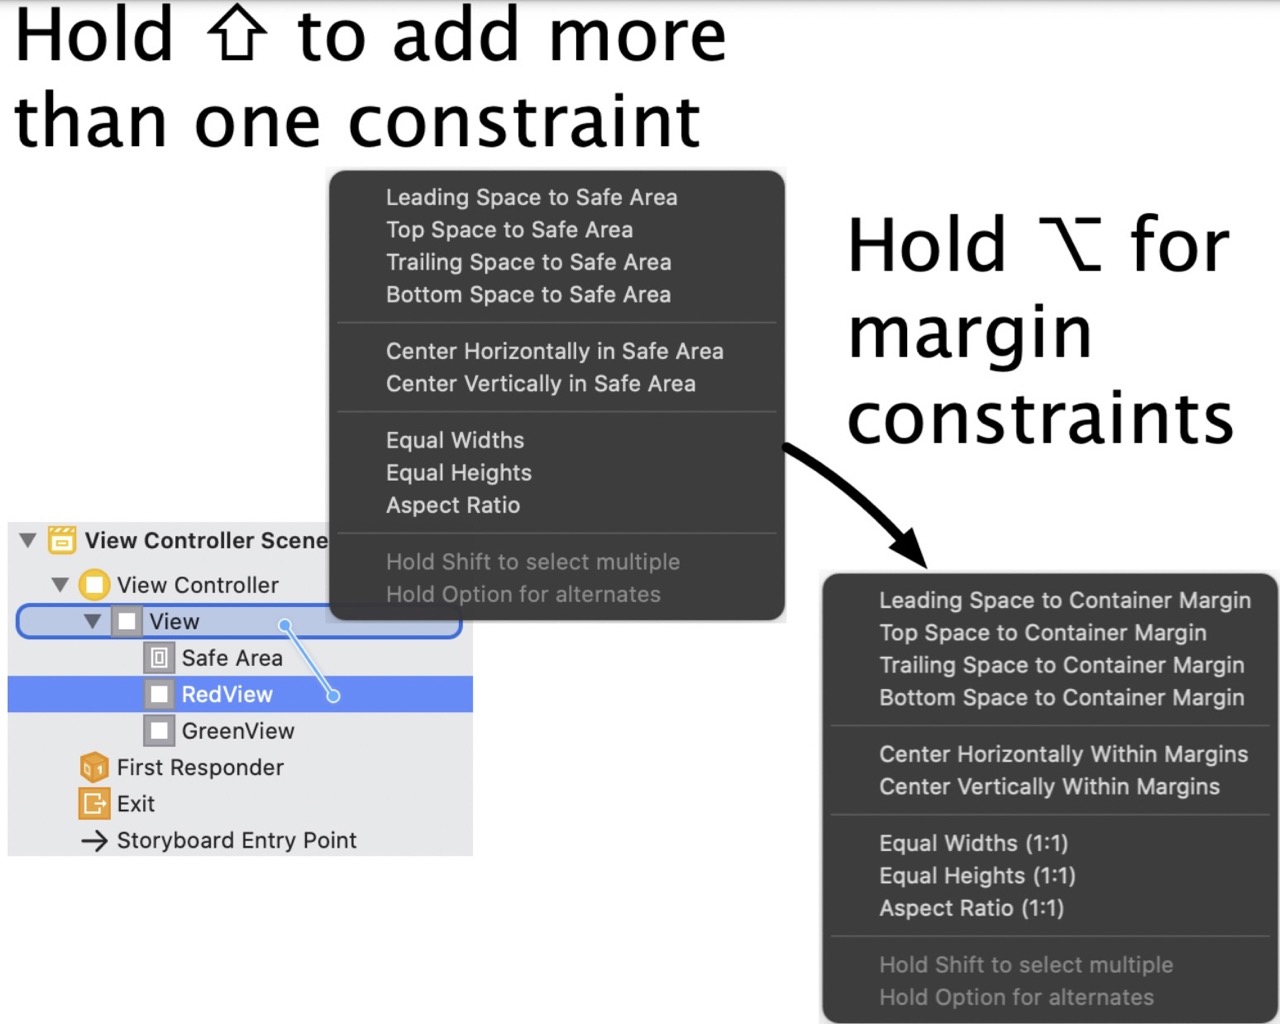 Hold ⇧ to add more
than one constraint
Leading Space to Safe Area
Top Space to Safe Area
Trailing Space to Safe Area
Bottom Space to Safe Area
Center Horizontally in Safe Area
Center Vertically in Safe Area
Equal Widths
Equal Heights
Aspect Ratio
Hold Shift to select multiple
Hold Option for alternates
Hold ⌥ for
margin
constraints
View Controller Scene
View Controller
View
Safe Area
RedView
GreenView
First Responder
Exit
Storyboard Entry Point
Leading Space to Container Margin
Top Space to Container Margin
Trailing Space to Container Margin
Bottom Space to Container Margin
Center Horizontally Within Margins
Center Vertically Within Margins
Equal Widths (1:1)
Equal Heights (1:1)
Aspect Ratio (1:1)
Hold Shift to select multiple
Hold Option for alternates